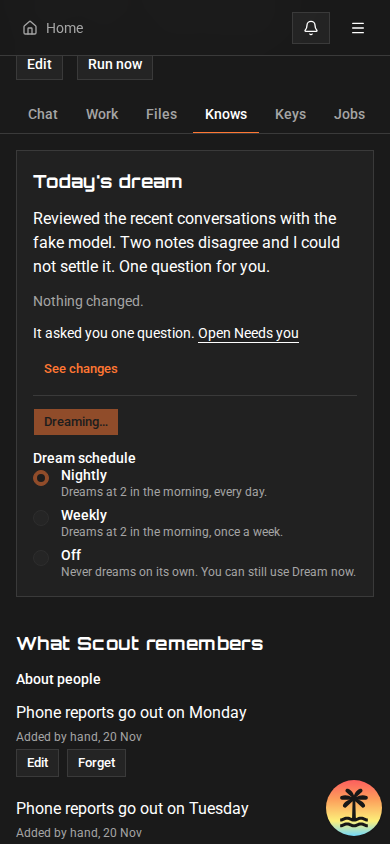 Home
Edit
Run now
Chat
Work
Files
Knows
Keys
Jobs
Today's dream
Reviewed the recent conversations with the
fake model. Two notes disagree and I could
not settle it. One question for you.
Nothing changed.
It asked you one question. Open Needs you
See changes
Dreaming...
Dream schedule
Nightly
Dreams at 2 in the morning, every day.
Weekly
Dreams at 2 in the morning, once a week.
Off
Never dreams on its own. You can still use Dream now.
What Scout remembers
About people
Phone reports go out on Monday
Added by hand, 20 Nov
Edit
Forget
Phone reports go out on Tuesday
Added by hand, 20 Nov